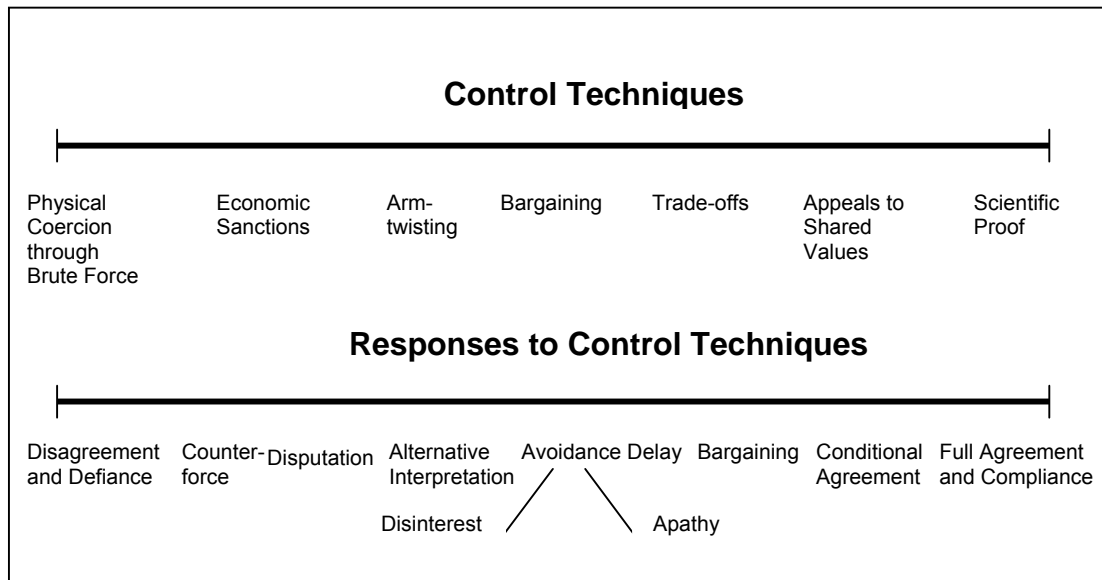 Control Techniques
Physical
Coercion
through
Brute Force
Economic
Sanctions
Arm-
twisting
Bargaining
Trade-offs
Appeals to
Shared
Values
Scientific
Proof
Responses to Control Techniques
Disagreement
and Defiance
Counter-
force
Disputation
Alternative
Interpretation
Avoidance
Delay
Bargaining
Conditional
Agreement
Full Agreement
and Compliance
Disinterest
Apathy